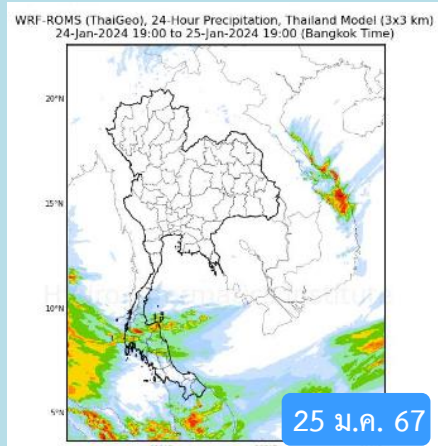 WRF-ROMS (ThaiGeo), 24-Hour Precipitation, Thailand Model (3x3 km)
24-Jan-2024 19:00 to 25-Jan-2024 19:00 (Bangkok Time)
20°N
15°N
10°N
5°N
25 ม.ค. 67